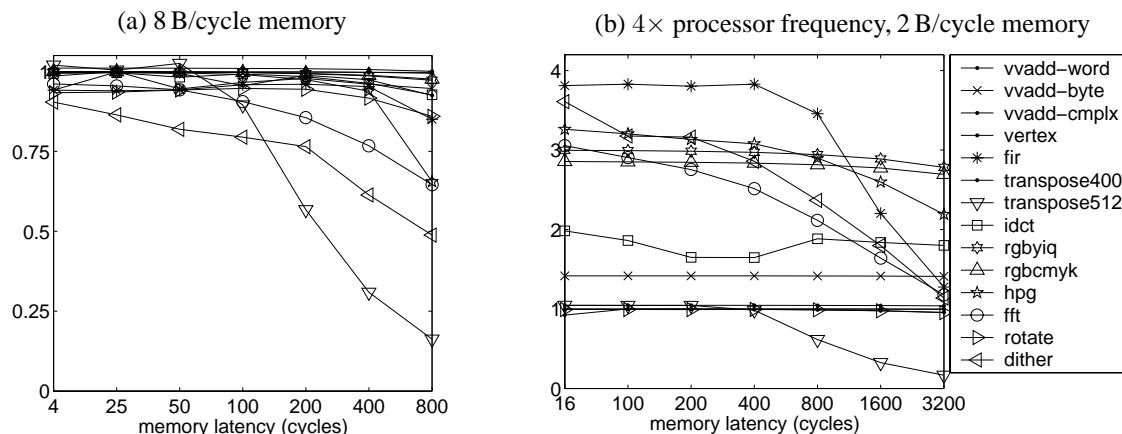 (a) 8 B/cycle memory
1
0.75
0.5
0.25
0
4 25 50 100 200 400 800
memory latency (cycles)
(b) 4× processor frequency, 2 B/cycle memory
4
3
2
1
0
16 100 200 400 800 1600 3200
memory latency (cycles)
vvadd-word
vvadd-byte
vvadd-cmplx
vertex
fir
transpose400
transpose512
idct
rgbyiq
rgbcmyk
hpg
fft
rotate
dither